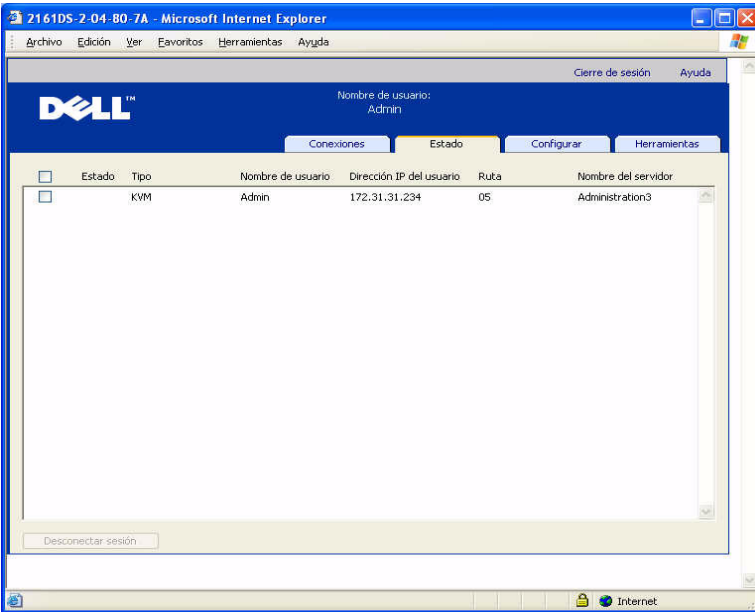 2161DS-2-04-80-7A - Microsoft Internet Explorer
Archivo Edición Ver Favoritos Herramientas Ayuda
Cierre de sesión Ayuda
DELL™
Nombre de usuario:
Admin
Conexiones Estado Configurar Herramientas
Estado Tipo Nombre de usuario Dirección IP del usuario Ruta Nombre del servidor
KVM Admin 172.31.31.234 05 Administration3
Desconectar sesión
Internet